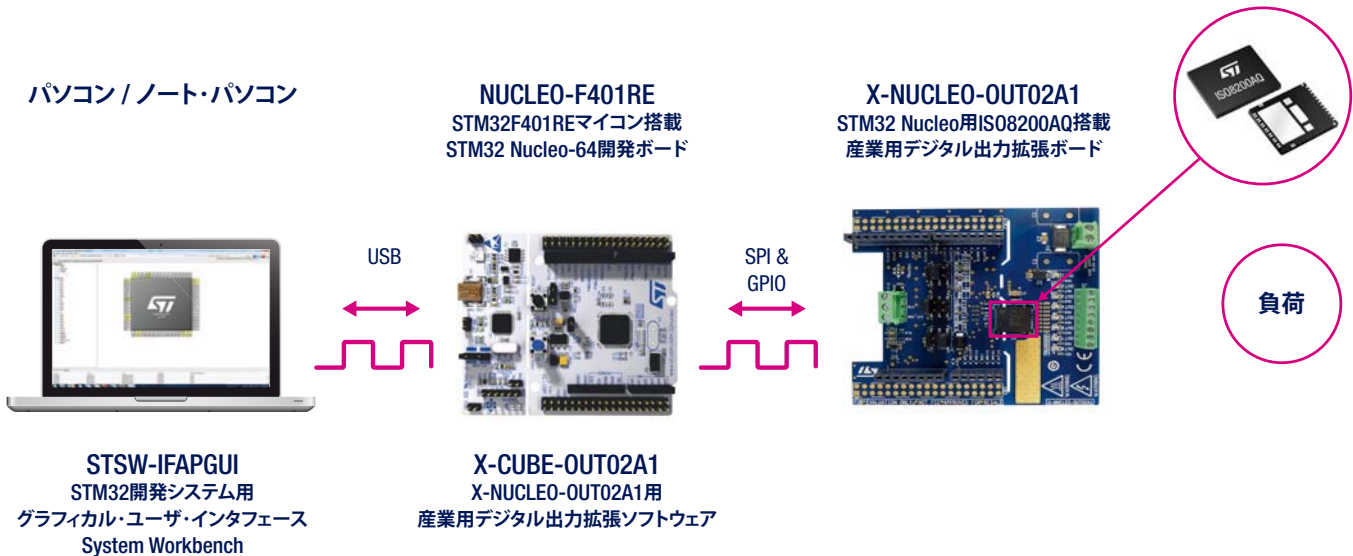 パソコン / ノート・パソコン
NUCLEO-F401RE
STM32F401REマイコン搭載
STM32 Nucleo-64開発ボード
X-NUCLEO-OUT02A1
STM32 Nucleo用ISO8200AQ搭載
産業用デジタル出力拡張ボード
ISO8200AQ
USB
SPI &
GPIO
負荷
STSW-IFAPGUI
STM32開発システム用
グラフィカル・ユーザ・インタフェース
System Workbench
X-CUBE-OUT02A1
X-NUCLEO-OUT02A1用
産業用デジタル出力拡張ソフトウェア